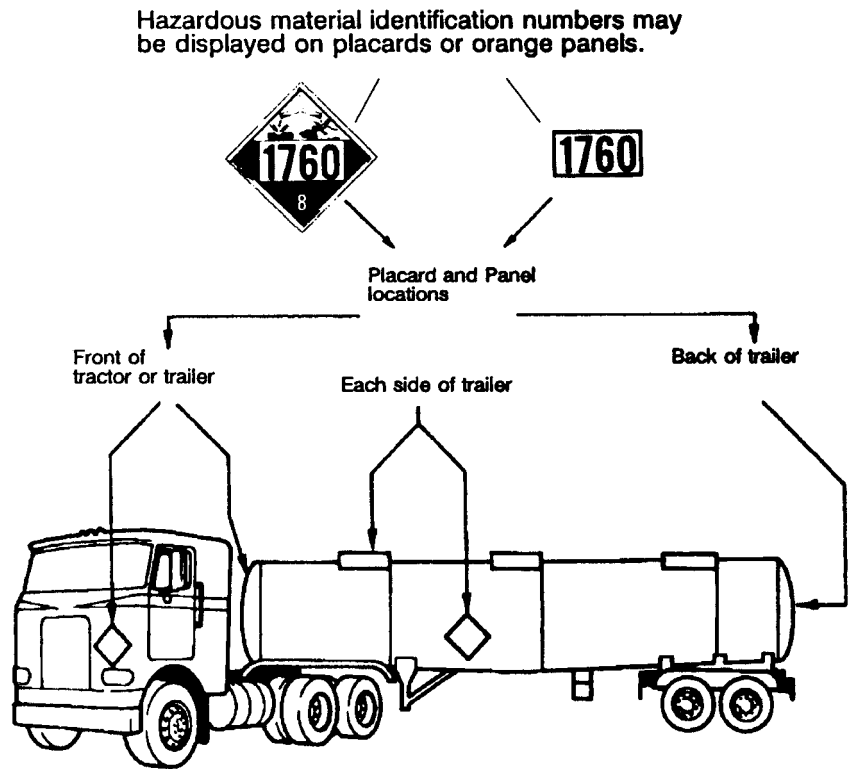 Hazardous material identification numbers may
be displayed on placards or orange panels.
1760
8
1760
Placard and Panel
locations
Front of
tractor or trailer
Each side of trailer
Back of trailer